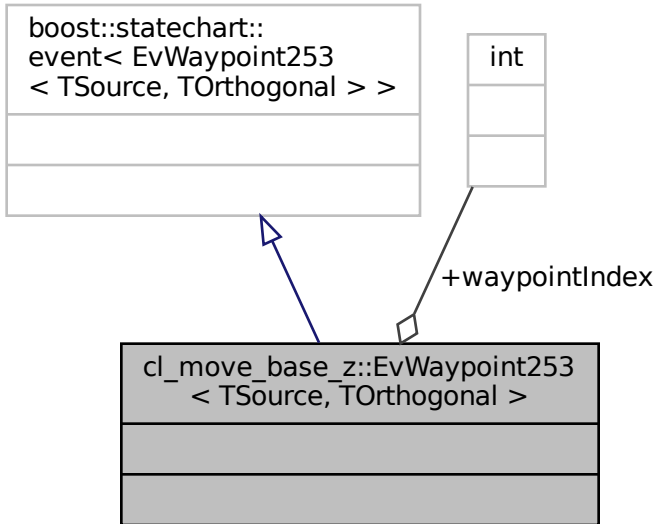 boost::statechart::
event< EvWaypoint253
< TSource, TOrthogonal > >
int
+waypointIndex
cl_move_base_z::EvWaypoint253
< TSource, TOrthogonal >